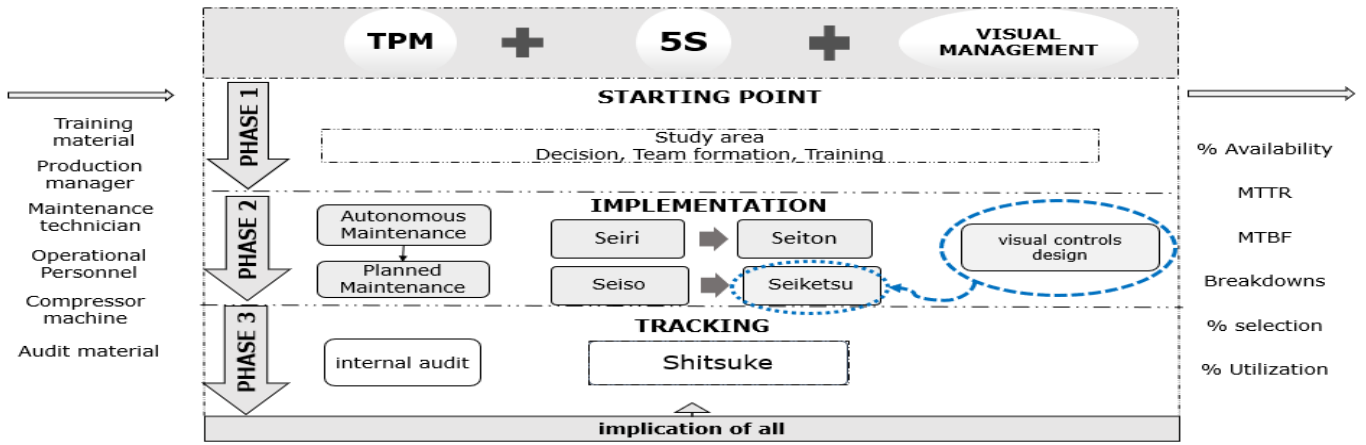 TPM
5S
VISUAL
MANAGEMENT
Training
material
Production
manager
Maintenance
technician
Operational
Personnel
Compressor
machine
Audit material
PHASE 1
STARTING POINT
Study area
Decision, Team formation, Training
PHASE 2
IMPLEMENTATION
Autonomous
Maintenance
Planned
Maintenance
Seiri
Seiton
Seiso
Seiketsu
visual controls
design
PHASE 3
TRACKING
internal audit
Shitsuke
implication of all
% Availability
MTTR
MTBF
Breakdowns
% selection
% Utilization